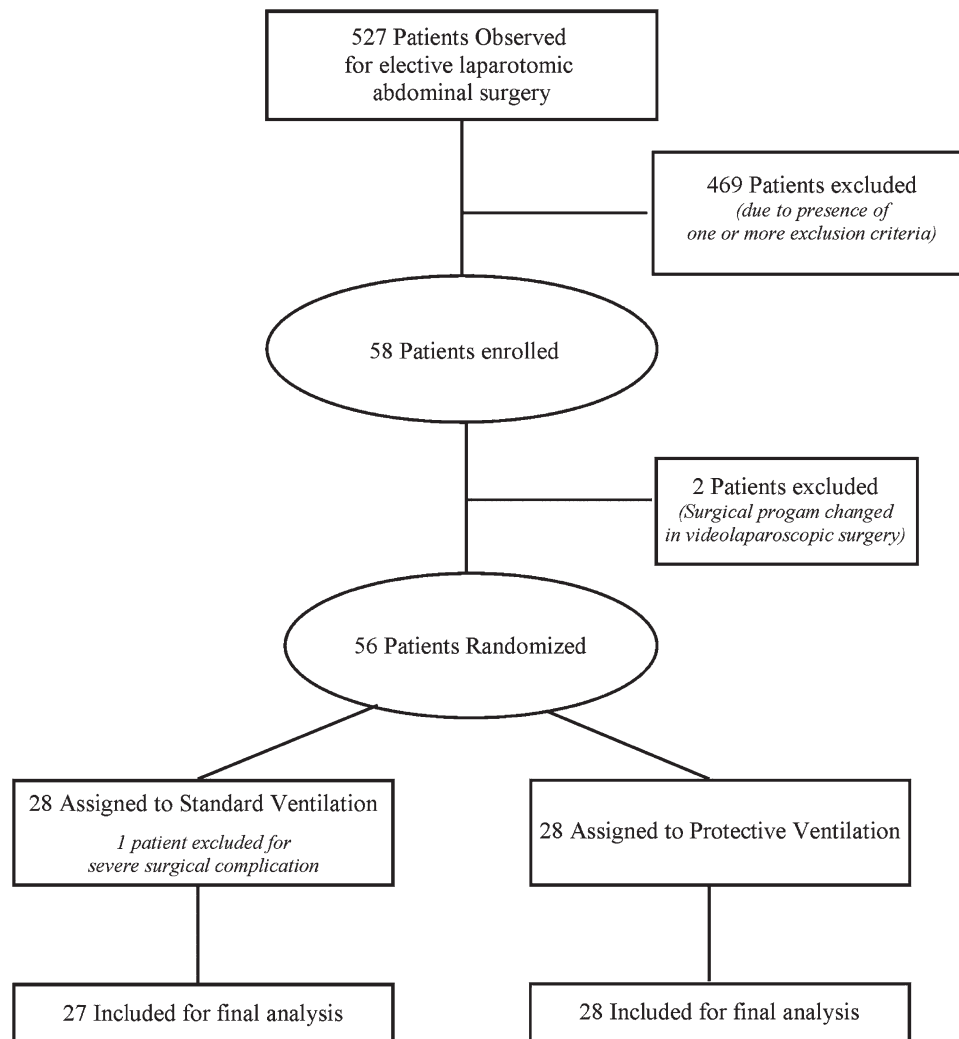 527 Patients Observed
for elective laparotomic
abdominal surgery
469 Patients excluded
(due to presence of
one or more exclusion criteria)
58 Patients enrolled
2 Patients excluded
(Surgical progam changed
in videolaparoscopic surgery)
56 Patients Randomized
28 Assigned to Standard Ventilation
1 patient excluded for
severe surgical complication
28 Assigned to Protective Ventilation
27 Included for final analysis
28 Included for final analysis